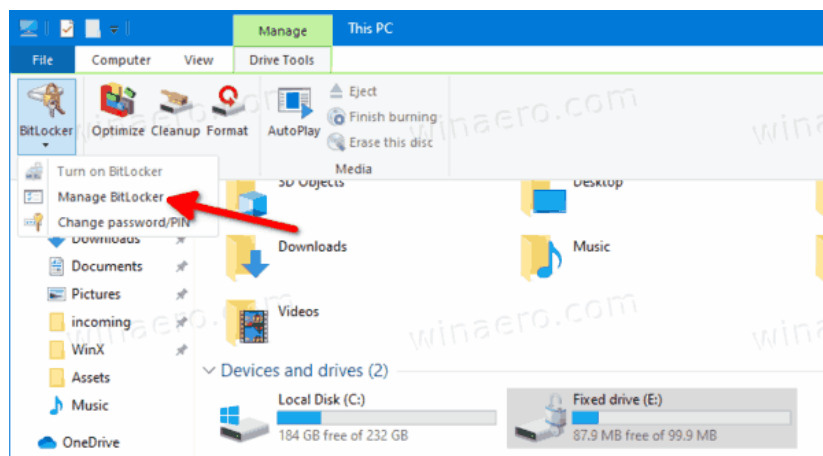 Manage
This PC
File
Computer
View
Drive Tools
BitLocker
Optimize
Cleanup
Format
AutoPlay
Eject
Finish burning
Erase this disc
Media
Turn on BitLocker
Manage BitLocker
Change password/PIN
3D Objects
Desktop
Downloads
Documents
Pictures
incoming
WinX
Assets
Music
OneDrive
Downloads
Music
Videos
Devices and drives (2)
Local Disk (C:)
184 GB free of 232 GB
Fixed drive (E:)
87.9 MB free of 99.9 MB
winaero.com
winaero.com